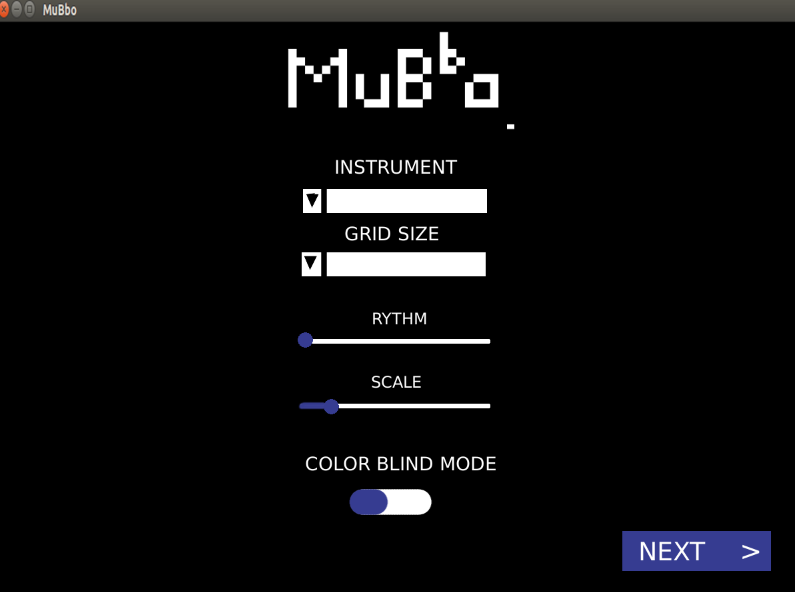 MuBbo
MuBbo
INSTRUMENT
GRID SIZE
RYTHM
SCALE
COLOR BLIND MODE
NEXT >